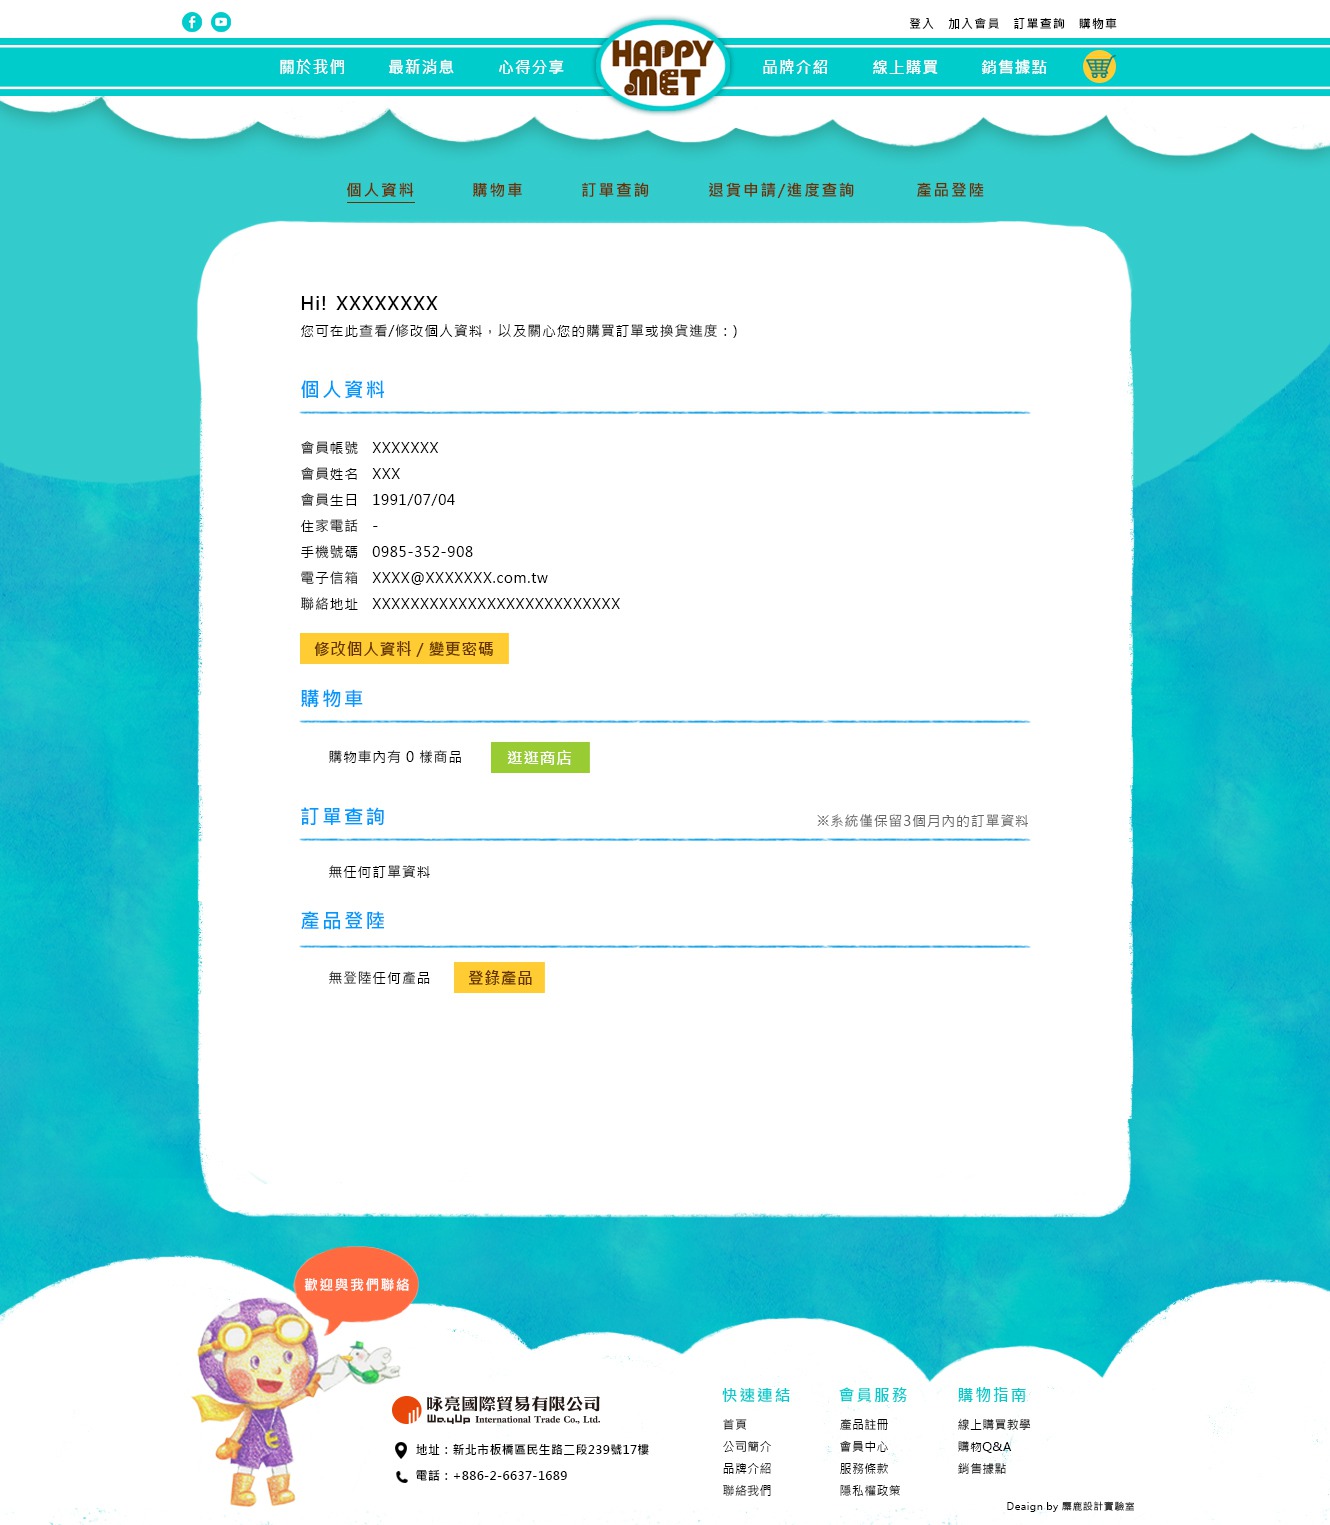 登入 加入會員 訂單查詢 購物車
關於我們 最新消息 心得分享 HAPPY MET 品牌介紹 線上購買 銷售據點
個人資料 購物車 訂單查詢 退貨申請/進度查詢 產品登陸
Hi! XXXXXXXX
您可在此查看/修改個人資料，以及關心您的購買訂單或換貨進度：)
個人資料
會員帳號 XXXXXXX
會員姓名 XXX
會員生日 1991/07/04
住家電話 -
手機號碼 0985-352-908
電子信箱 XXXX@XXXXXXX.com.tw
聯絡地址 XXXXXXXXXXXXXXXXXXXXXXXXXX
修改個人資料 / 變更密碼
購物車
購物車內有 0 樣商品 逛逛商店
訂單查詢 ※系統僅保留3個月內的訂單資料
無任何訂單資料
產品登陸
無登陸任何產品 登錄產品
歡迎與我們聯絡
咏亮國際貿易有限公司
WayUp International Trade Co., Ltd.
地址：新北市板橋區民生路二段239號17樓
電話：+886-2-6637-1689
快速連結
首頁
公司簡介
品牌介紹
聯絡我們
會員服務
產品註冊
會員中心
服務條款
隱私權政策
購物指南
線上購買教學
購物Q&A
銷售據點
Deaign by 麋鹿設計實驗室